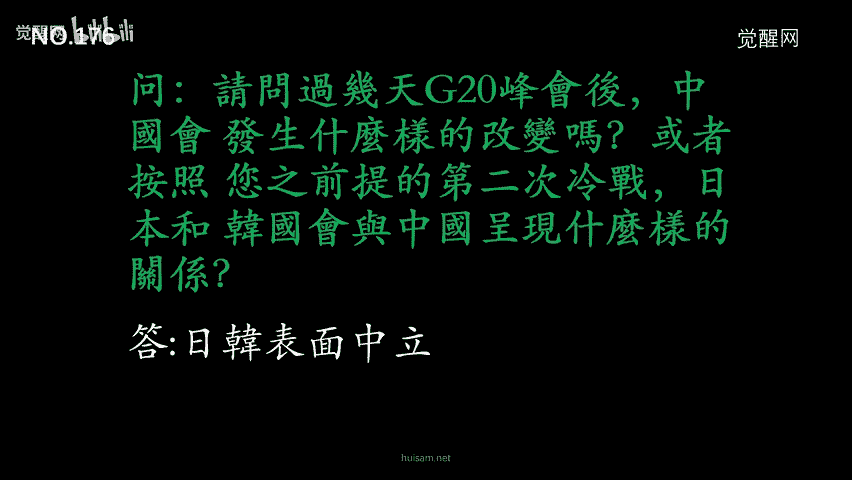 觉醒网 bilibili
NO.176
觉醒网
问：請問過幾天G20峰會後，中
國會 發生什麼樣的改變嗎？或者
按照 您之前提的第二次冷戰，日
本和 韓國會與中國呈現什麼樣的
關係？
答:日韓表面中立
huisam.net